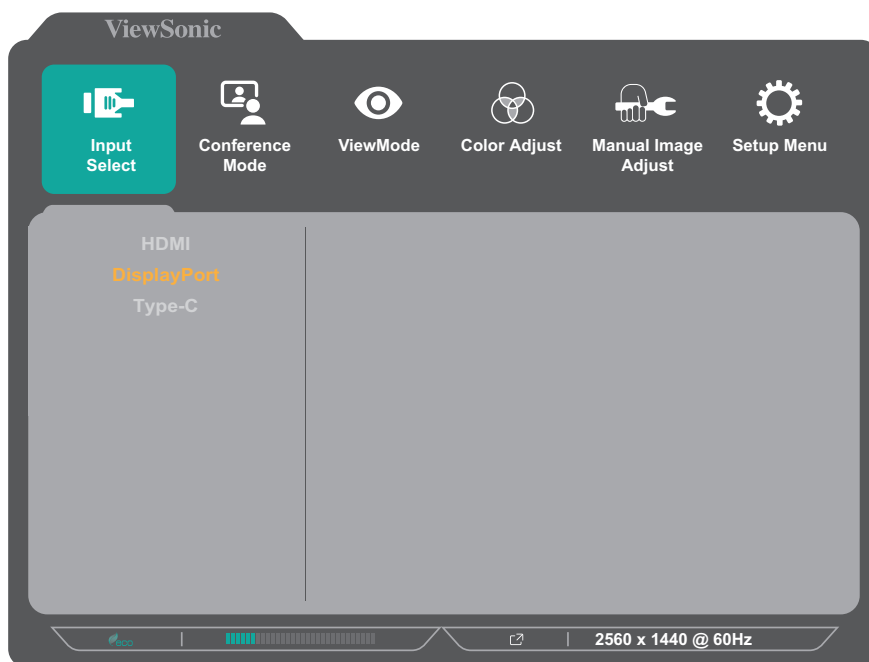 ViewSonic
Input
Select
Conference
Mode
ViewMode
Color Adjust
Manual Image
Adjust
Setup Menu
HDMI
DisplayPort
Type-C
eco
2560 x 1440 @ 60Hz